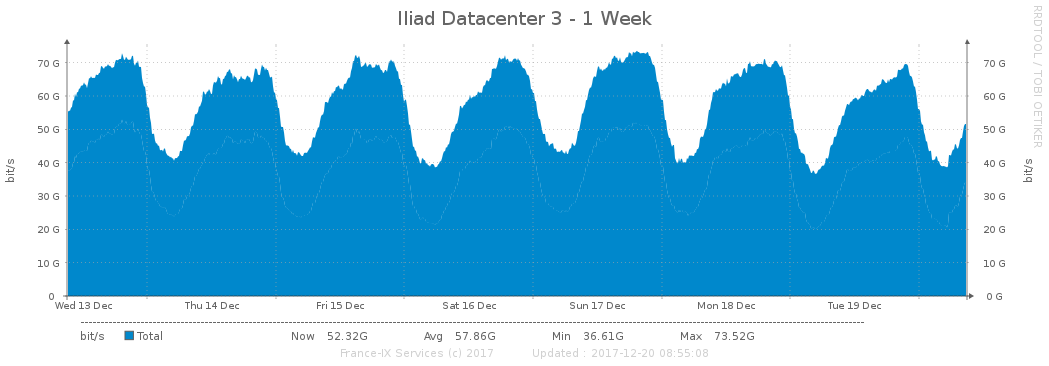 Iliad Datacenter 3 - 1 Week
RRDTOOL / TOBI OETIKER
bit/s
70 G
60 G
50 G
40 G
30 G
20 G
10 G
0
70 G
60 G
50 G
40 G
30 G
20 G
10 G
0 G
bit/s
Wed 13 Dec Thu 14 Dec Fri 15 Dec Sat 16 Dec Sun 17 Dec Mon 18 Dec Tue 19 Dec
bit/s Total Now 52.32G Avg 57.86G Min 36.61G Max 73.52G
France-IX Services (c) 2017 Updated : 2017-12-20 08:55:08